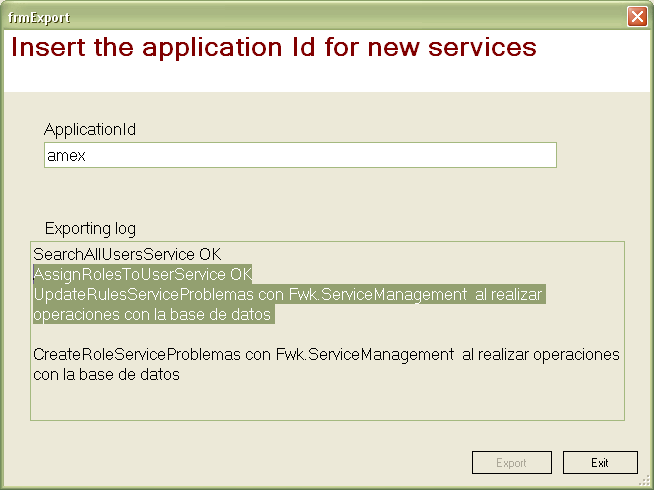 frmExport
Insert the application Id for new services
ApplicationId
amex
Exporting log
SearchAllUsersService OK
AssignRolesToUserService OK
UpdateRulesServiceProblemas con Fwk.ServiceManagement  al realizar
operaciones con la base de datos
CreateRoleServiceProblemas con Fwk.ServiceManagement  al realizar operaciones
con la base de datos
Export
Exit